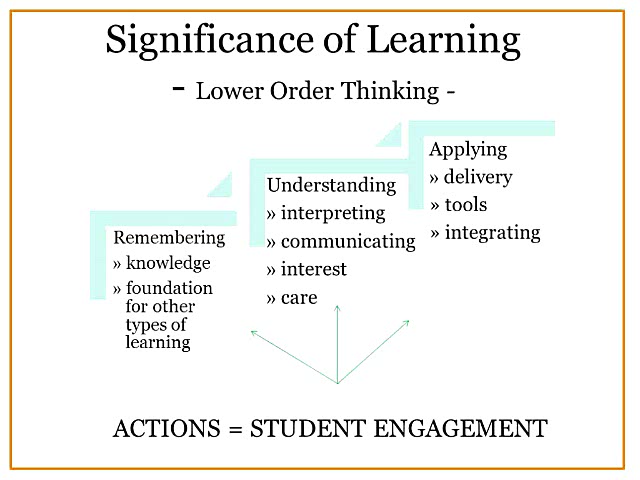 Significance of Learning
- Lower Order Thinking -
Remembering
» knowledge
» foundation
for other
types of
learning
Understanding
» interpreting
» communicating
» interest
» care
Applying
» delivery
» tools
» integrating
ACTIONS = STUDENT ENGAGEMENT